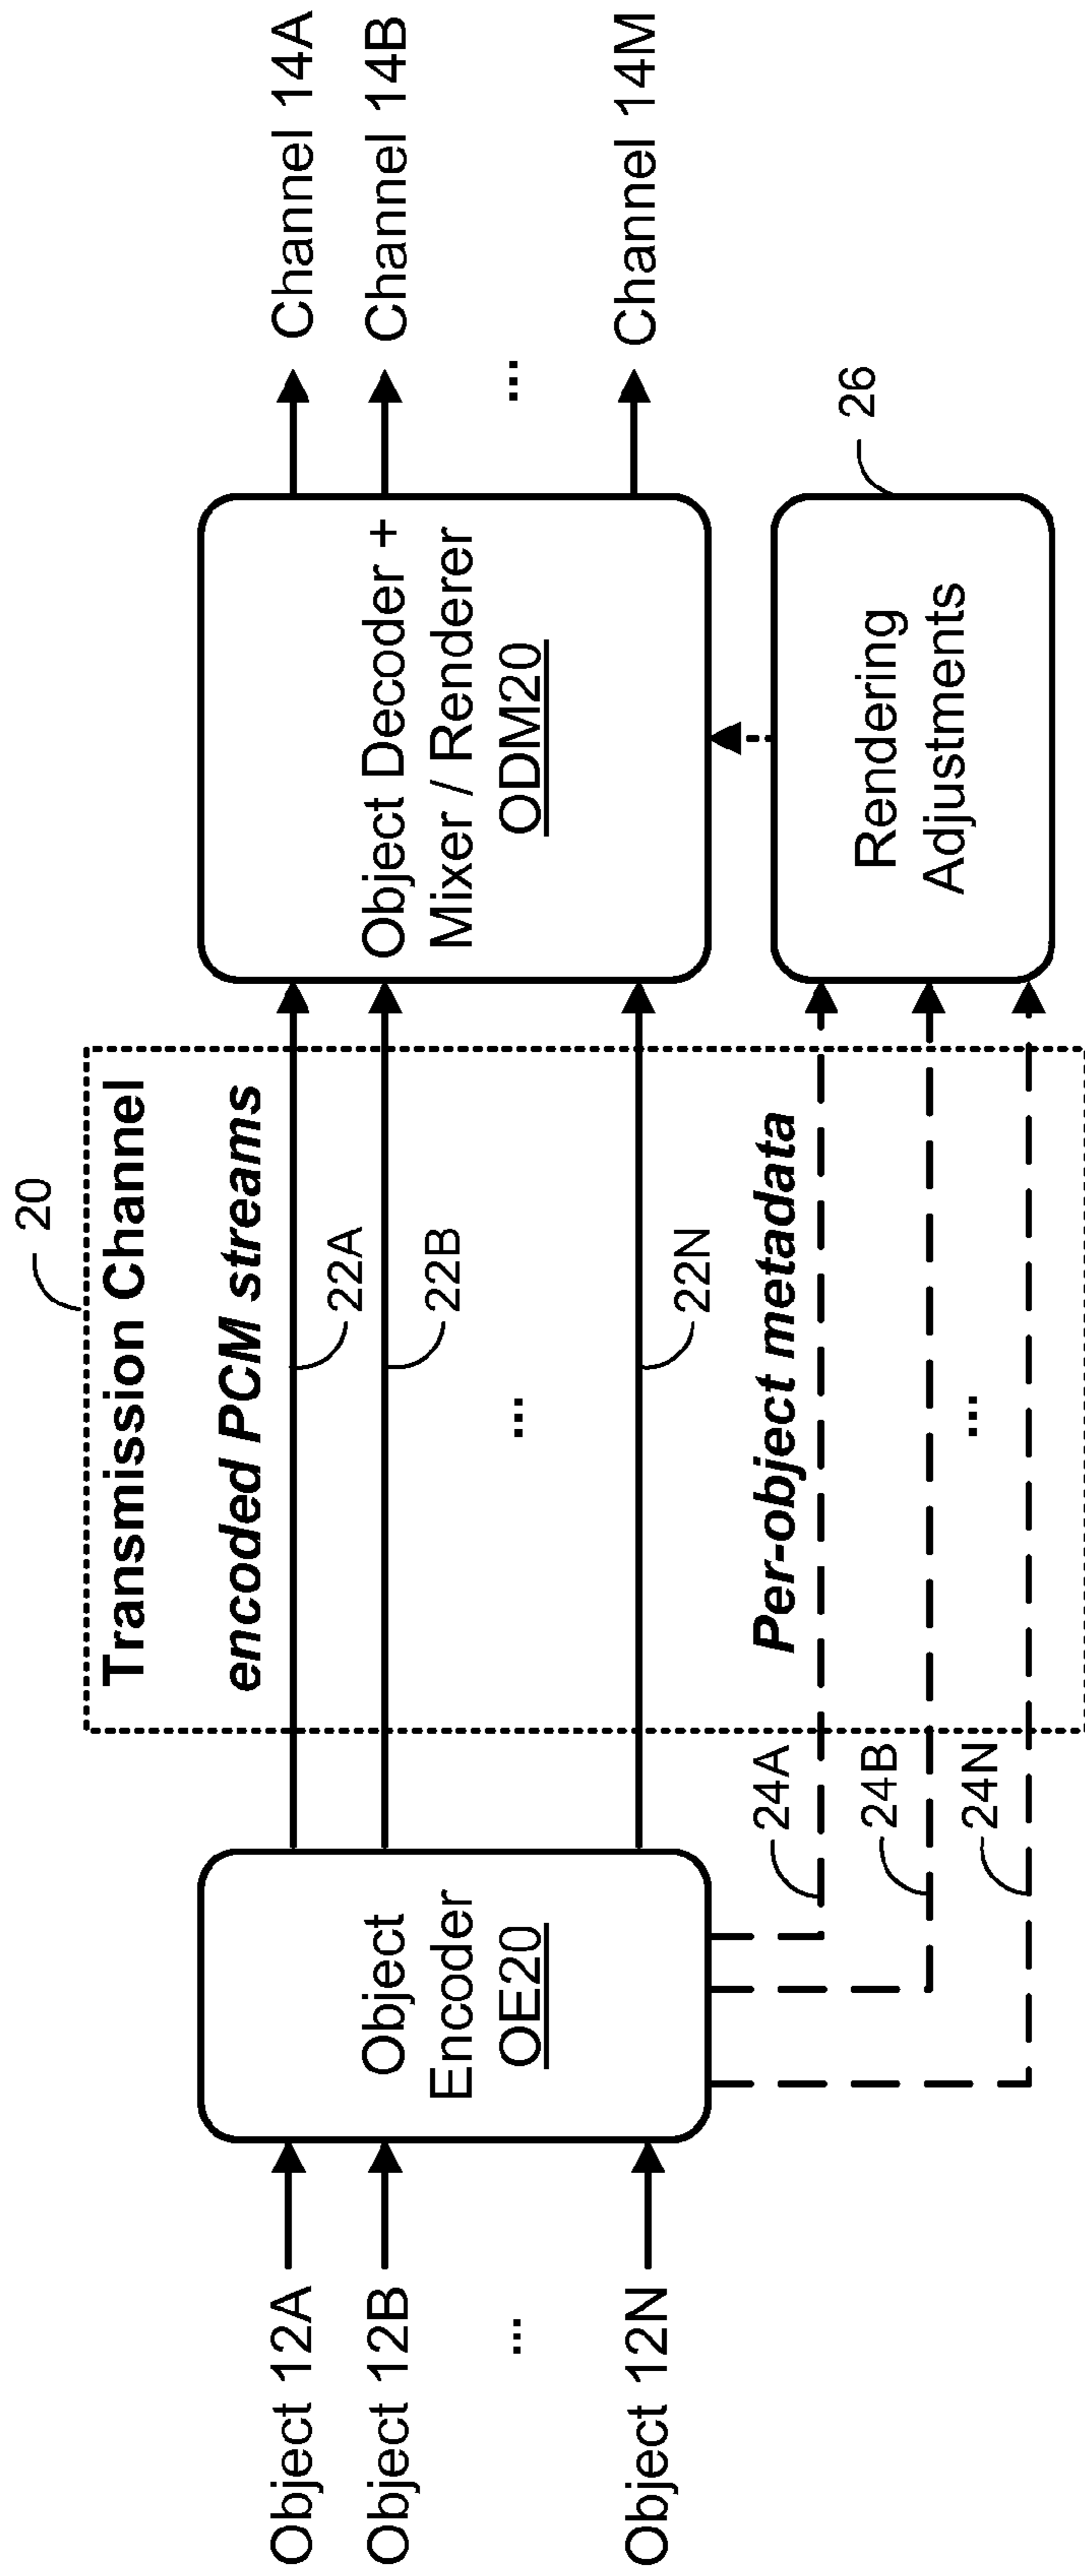 20
Transmission Channel
encoded PCM streams
Object 12A
Object 12B
...
Object 12N
Object
Encoder
OE20
22A
22B
...
22N
Object Decoder +
Mixer / Renderer
ODM20
Channel 14A
Channel 14B
...
Channel 14M
Per-object metadata
24A
24B
24N
...
Rendering
Adjustments
26